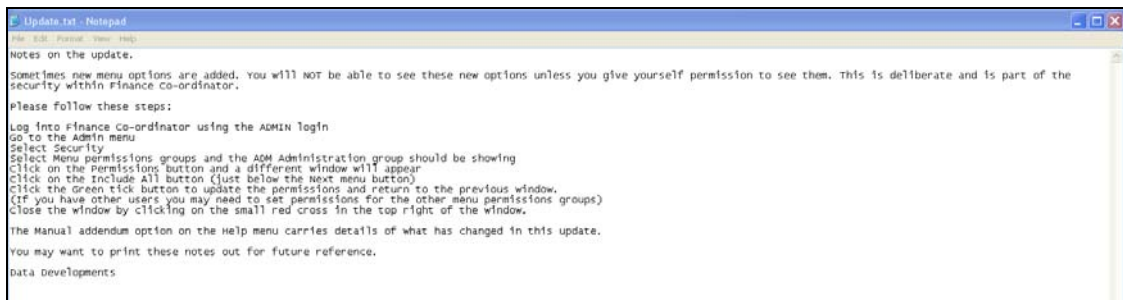 Update.txt - Notepad
File Edit Format View Help
Notes on the update.
Sometimes new menu options are added. You will NOT be able to see these new options unless you give yourself permission to see them. This is deliberate and is part of the
security within Finance Co-ordinator.
Please follow these steps:
Log into Finance Co-ordinator using the ADMIN login
Go to the Admin menu
Select Security
Select Menu permissions groups and the ADM Administration group should be showing
Click on the Permissions button and a different window will appear
Click on the Include All button (just below the Next menu button)
Click the Green tick button to update the permissions and return to the previous window.
(If you have other users you may need to set permissions for the other menu permissions groups)
Close the window by clicking on the small red cross in the top right of the window.
The Manual addendum option on the Help menu carries details of what has changed in this update.
You may want to print these notes out for future reference.
Data Developments